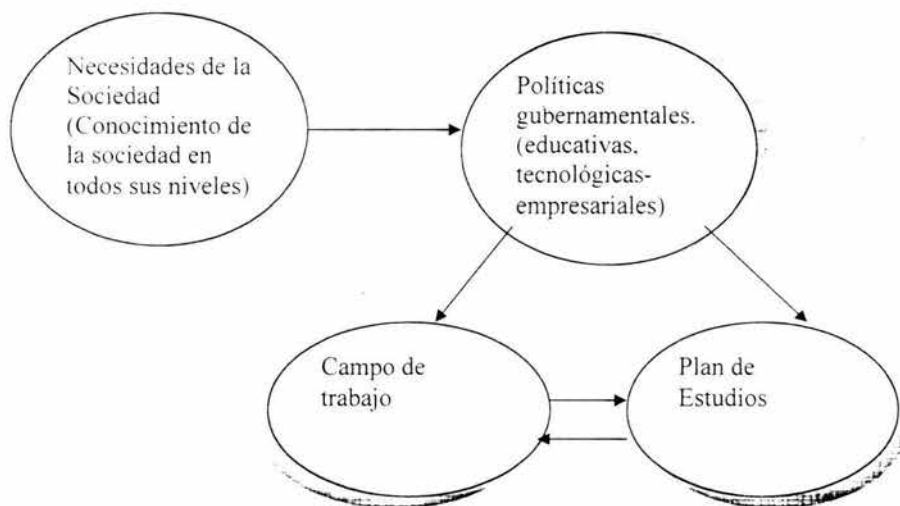 Necesidades de la
Sociedad
(Conocimiento de
la sociedad en
todos sus niveles)
Políticas
gubernamentales.
(educativas,
tecnológicas-
empresariales)
Campo de
trabajo
Plan de
Estudios